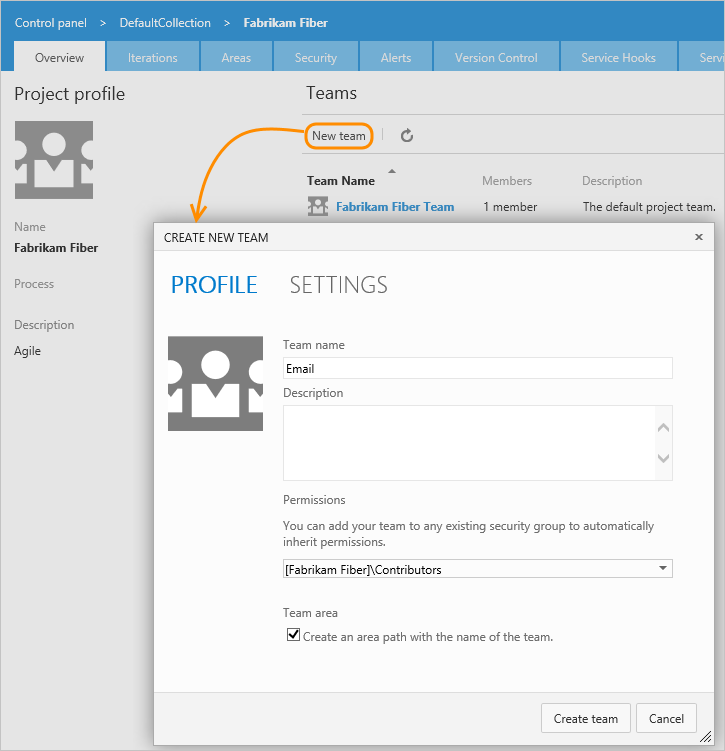 Control panel > DefaultCollection > Fabrikam Fiber
Overview Iterations Areas Security Alerts Version Control Service Hooks Servi
Project profile
Name
Fabrikam Fiber
Process
Description
Agile
Teams
New team
Team Name Members Description
Fabrikam Fiber Team 1 member The default project team.
CREATE NEW TEAM
PROFILE SETTINGS
Team name
Email
Description
Permissions
You can add your team to any existing security group to automatically
inherit permissions.
[Fabrikam Fiber]\Contributors
Team area
Create an area path with the name of the team.
Create team Cancel